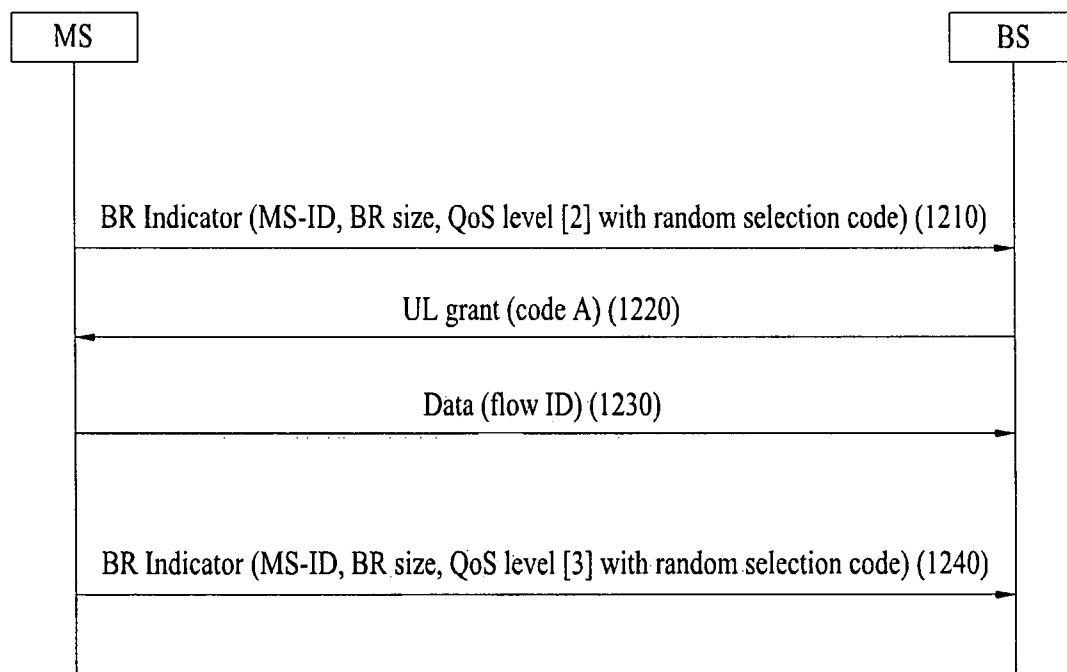 MS
BS
BR Indicator (MS-ID, BR size, QoS level [2] with random selection code) (1210)
UL grant (code A) (1220)
Data (flow ID) (1230)
BR Indicator (MS-ID, BR size, QoS level [3] with random selection code) (1240)